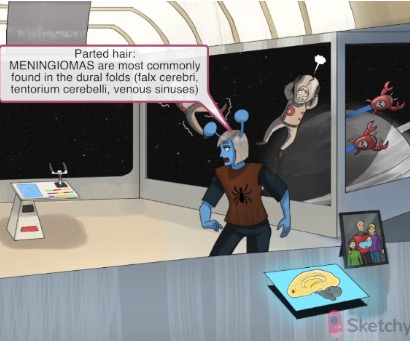 Parted hair:
MENINGIOMAS are most commonly
found in the dural folds (falx cerebri,
tentorium cerebelli, venous sinuses)
Sketchy